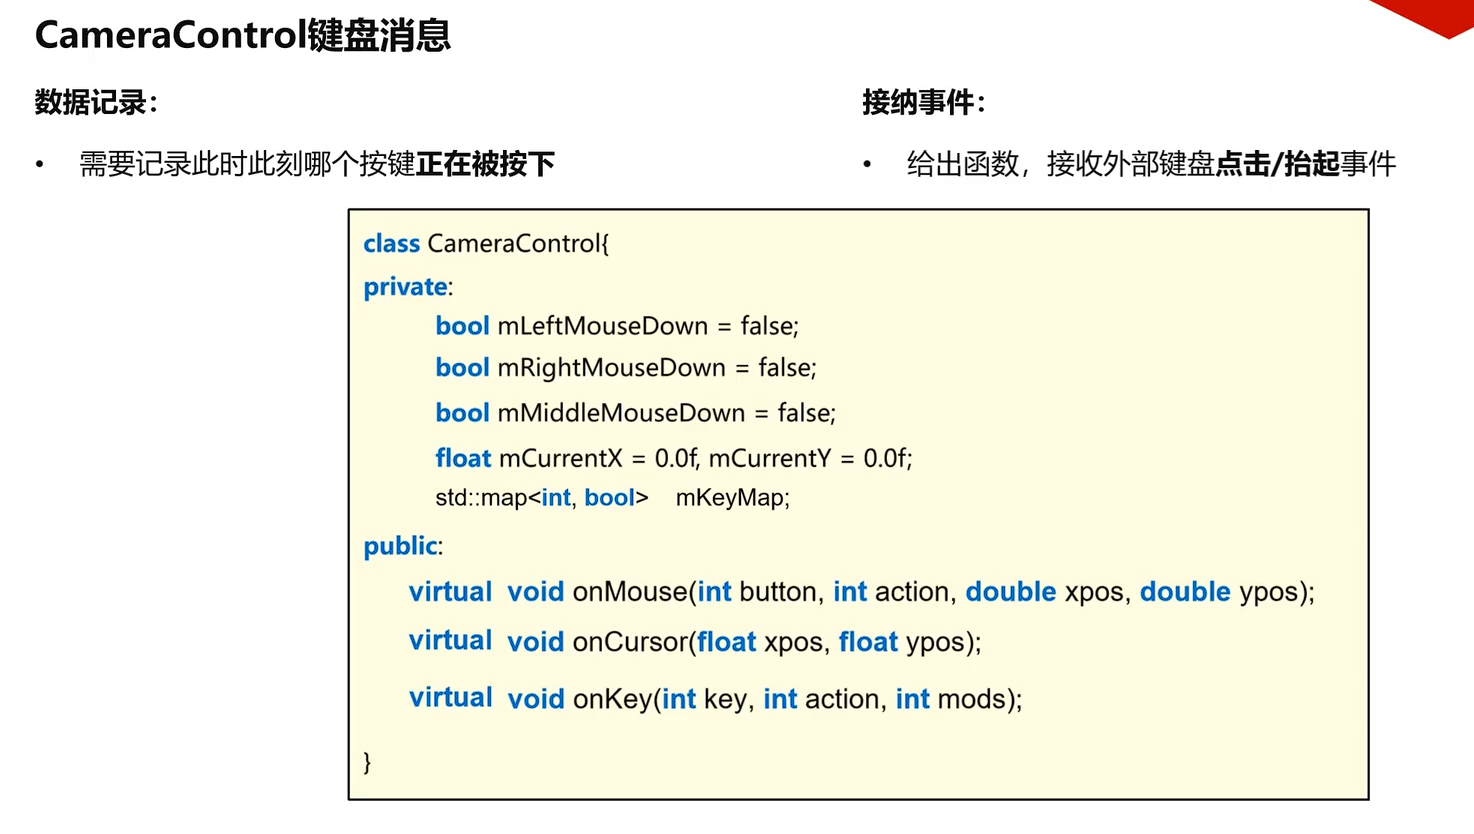 CameraControl键盘消息
数据记录：
• 需要记录此时此刻哪个按键正在被按下
接纳事件：
• 给出函数，接收外部键盘点击/抬起事件
class CameraControl{
private:
bool mLeftMouseDown = false;
bool mRightMouseDown = false;
bool mMiddleMouseDown = false;
float mCurrentX = 0.0f, mCurrentY = 0.0f;
std::map<int, bool> mKeyMap;
public:
virtual void onMouse(int button, int action, double xpos, double ypos);
virtual void onCursor(float xpos, float ypos);
virtual void onKey(int key, int action, int mods);
}